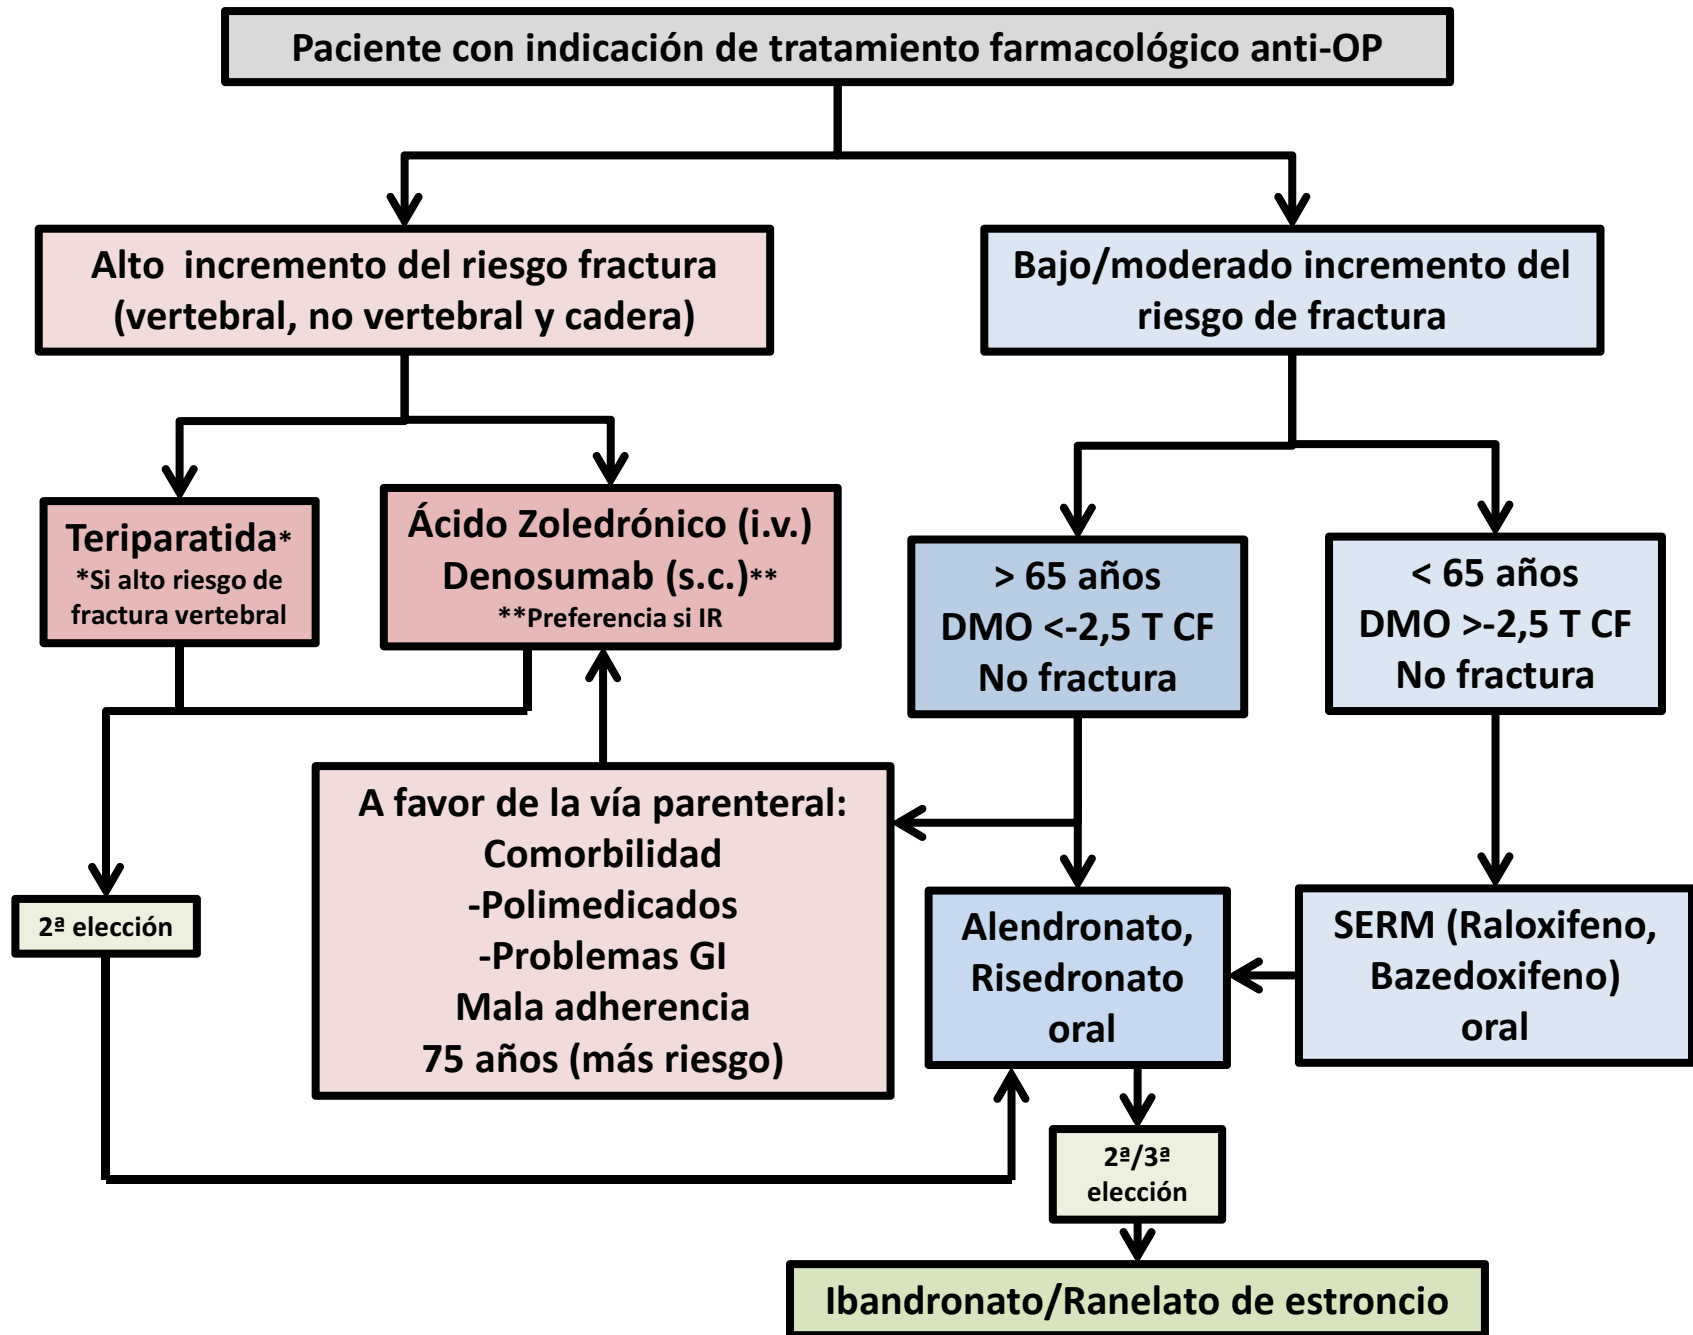 Paciente con indicación de tratamiento farmacológico anti-OP
Alto incremento del riesgo fractura
(vertebral, no vertebral y cadera)
Bajo/moderado incremento del
riesgo de fractura
Teriparatida*
*Si alto riesgo de
fractura vertebral
Ácido Zoledrónico (i.v.)
Denosumab (s.c.)**
**Preferencia si IR
> 65 años
DMO <-2,5 T CF
No fractura
< 65 años
DMO >-2,5 T CF
No fractura
A favor de la vía parenteral:
Comorbilidad
-Polimedicados
-Problemas GI
Mala adherencia
75 años (más riesgo)
2ª elección
Alendronato,
Risedronato
oral
SERM (Raloxifeno,
Bazedoxifeno)
oral
2ª/3ª
elección
Ibandronato/Ranelato de estroncio